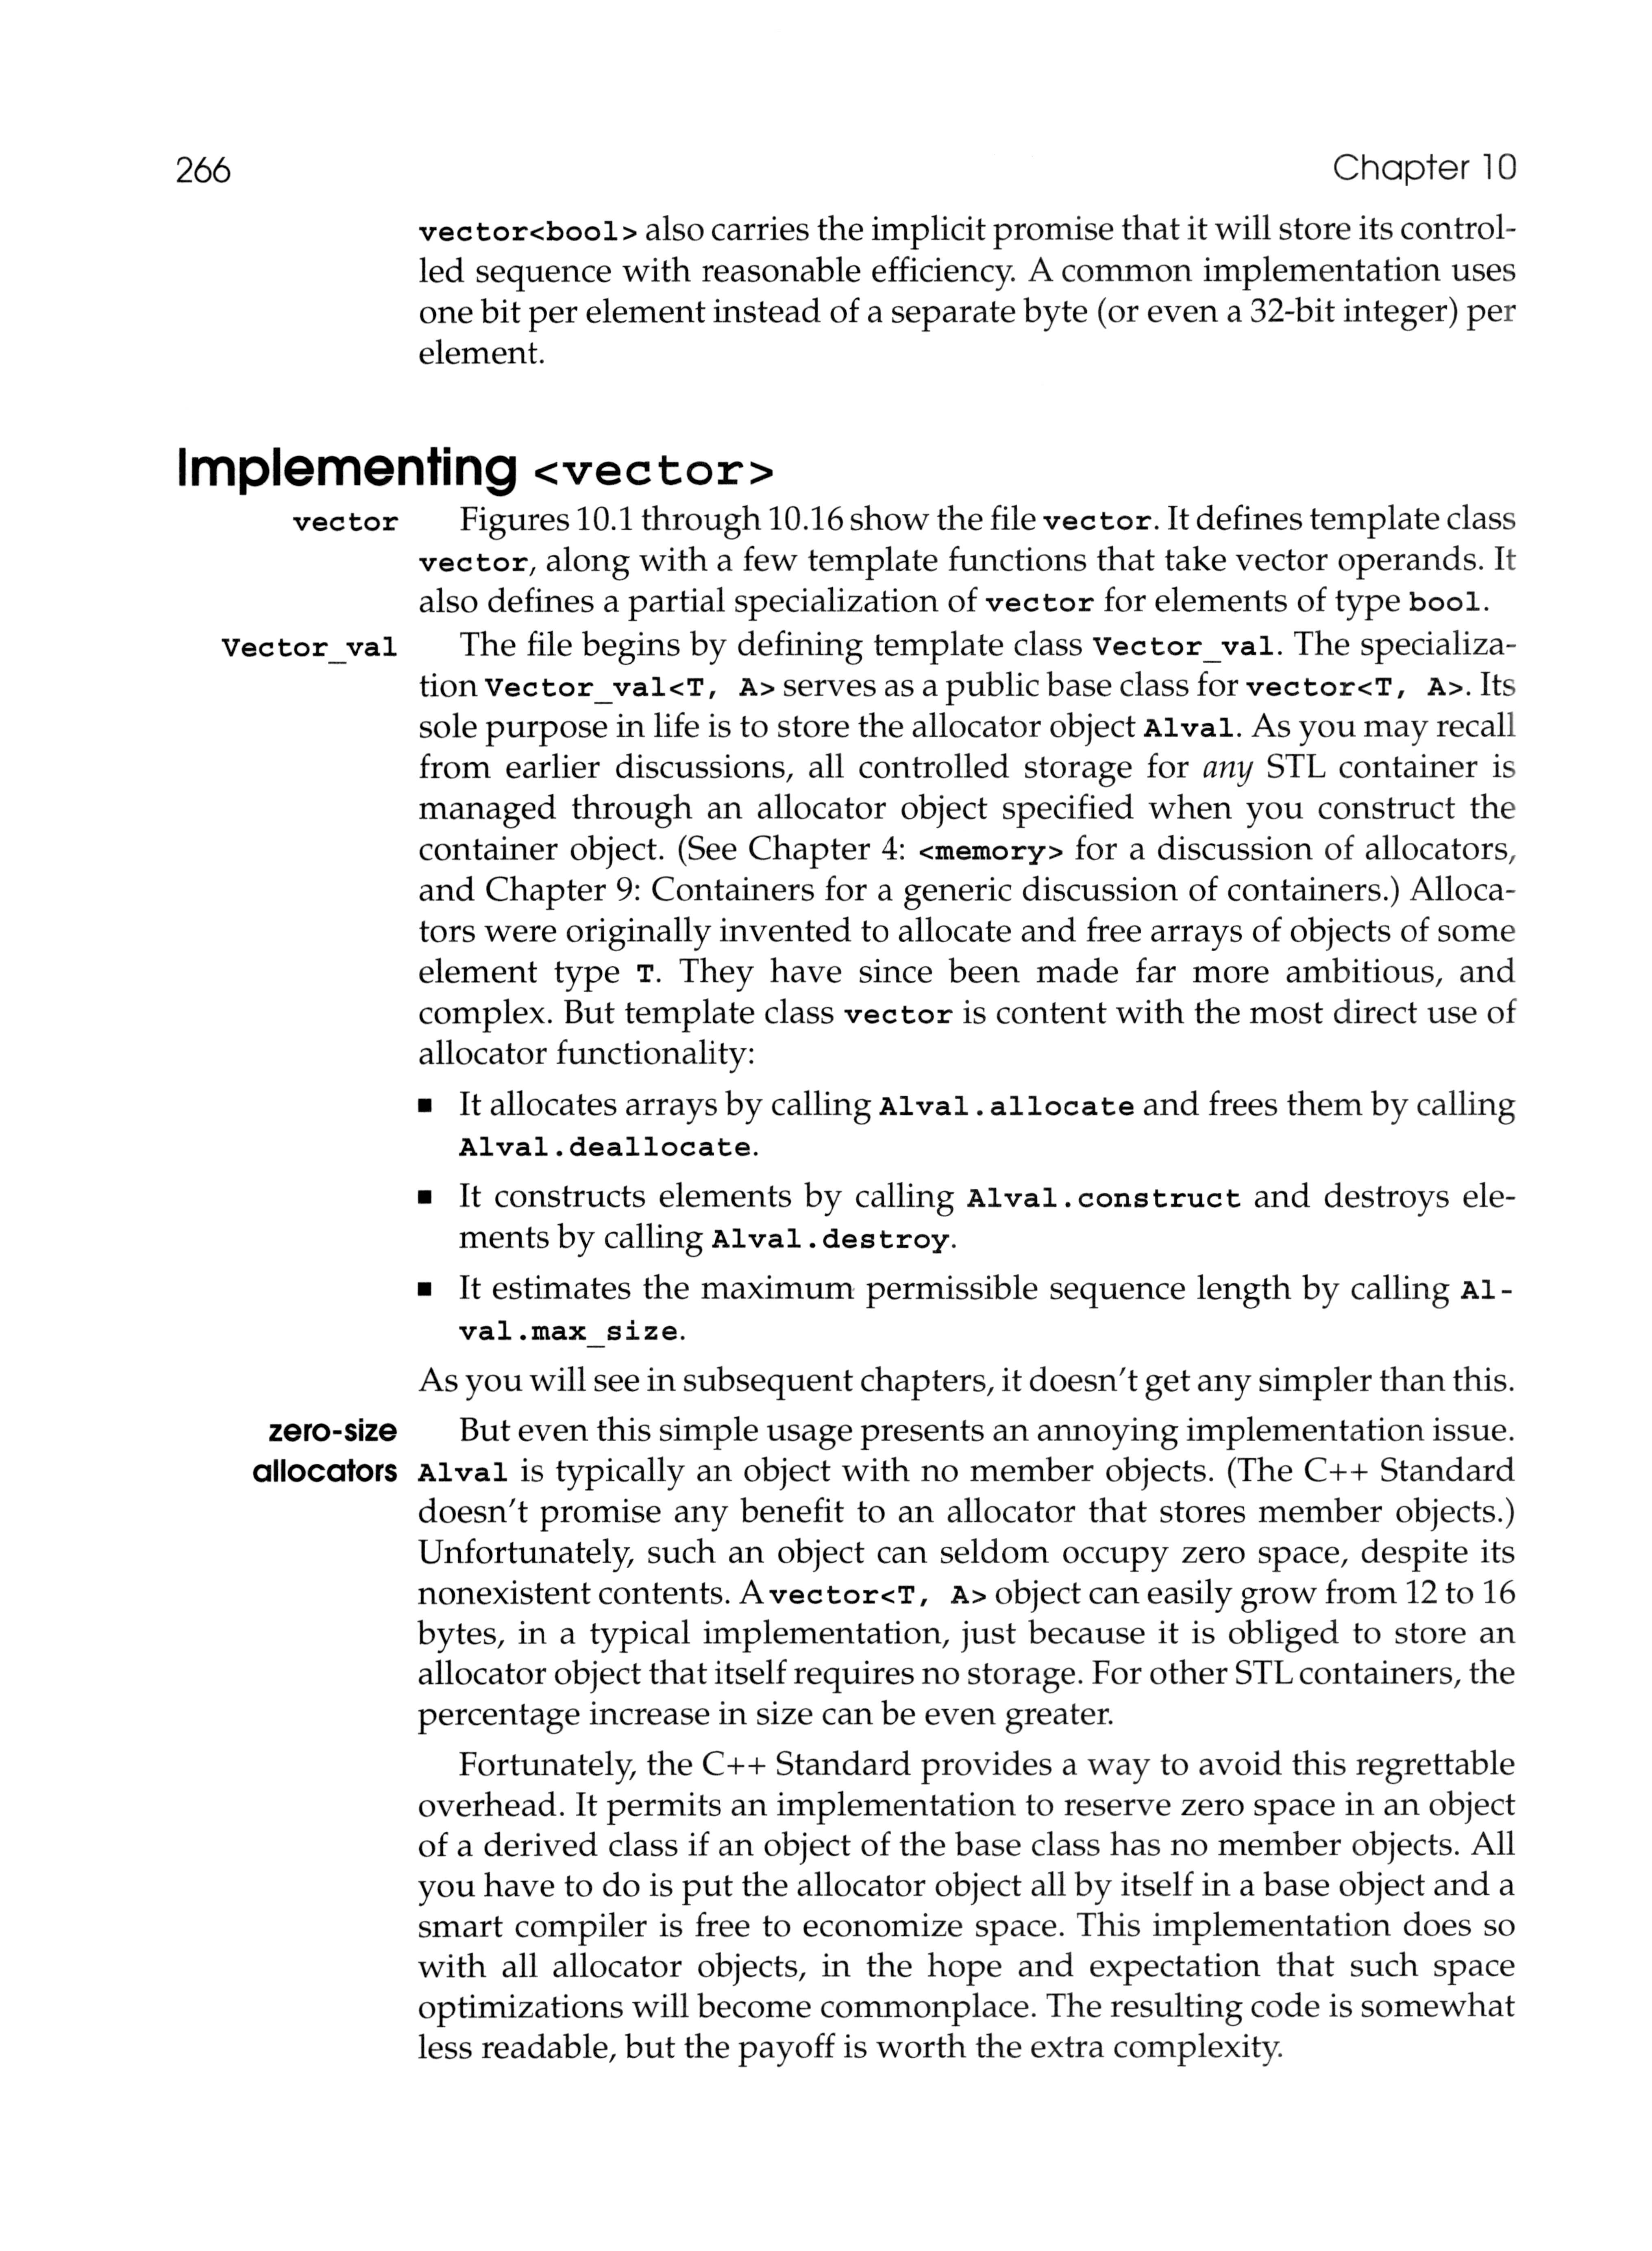 266
Chapter 10
vector<bool> also carries the implicit promise that it will store its control-
led sequence with reasonable efficiency. A common implementation uses
one bit per element instead of a separate byte (or even a 32-bit integer) per
element.
Implementing <vector>
vector Figures 10.1 through 10.16 show the file vector. It defines template class
vector, along with a few template functions that take vector operands. It
also defines a partial specialization of vector for elements of type bool.
Vector_val The file begins by defining template class Vector_val. The specializa-
tion Vector_val<T, A> serves as a public base class for vector<T, A>. Its
sole purpose in life is to store the allocator object Alval. As you may recall
from earlier discussions, all controlled storage for any STL container is
managed through an allocator object specified when you construct the
container object. (See Chapter 4: <memory> for a discussion of allocators,
and Chapter 9: Containers for a generic discussion of containers.) Alloca-
tors were originally invented to allocate and free arrays of objects of some
element type T. They have since been made far more ambitious, and
complex. But template class vector is content with the most direct use of
allocator functionality:
▪ It allocates arrays by calling Alval.allocate and frees them by calling
Alval.deallocate.
▪ It constructs elements by calling Alval.construct and destroys ele-
ments by calling Alval.destroy.
▪ It estimates the maximum permissible sequence length by calling Al-
val.max_size.
As you will see in subsequent chapters, it doesn't get any simpler than this.
zero-size But even this simple usage presents an annoying implementation issue.
allocators Alval is typically an object with no member objects. (The C++ Standard
doesn't promise any benefit to an allocator that stores member objects.)
Unfortunately, such an object can seldom occupy zero space, despite its
nonexistent contents. A vector<T, A> object can easily grow from 12 to 16
bytes, in a typical implementation, just because it is obliged to store an
allocator object that itself requires no storage. For other STL containers, the
percentage increase in size can be even greater.
Fortunately, the C++ Standard provides a way to avoid this regrettable
overhead. It permits an implementation to reserve zero space in an object
of a derived class if an object of the base class has no member objects. All
you have to do is put the allocator object all by itself in a base object and a
smart compiler is free to economize space. This implementation does so
with all allocator objects, in the hope and expectation that such space
optimizations will become commonplace. The resulting code is somewhat
less readable, but the payoff is worth the extra complexity.